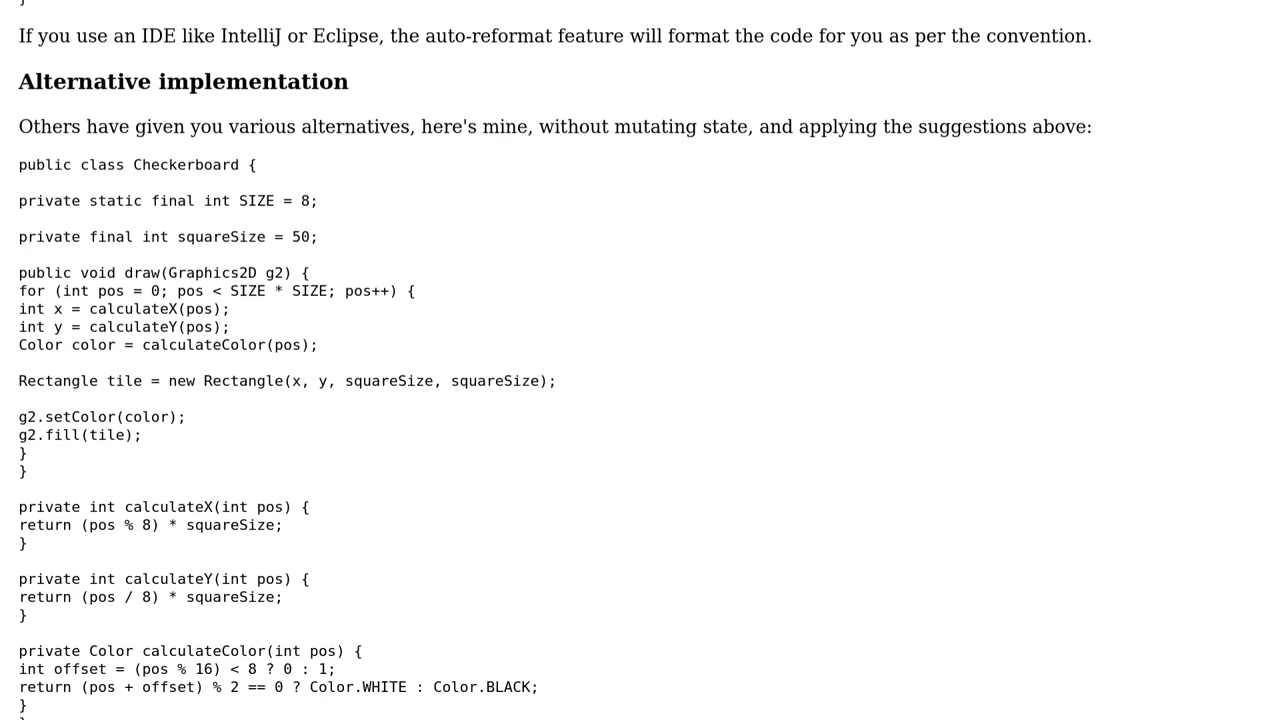 }
If you use an IDE like IntelliJ or Eclipse, the auto-reformat feature will format the code for you as per the convention.
Alternative implementation
Others have given you various alternatives, here's mine, without mutating state, and applying the suggestions above:
public class Checkerboard {
private static final int SIZE = 8;
private final int squareSize = 50;
public void draw(Graphics2D g2) {
for (int pos = 0; pos < SIZE * SIZE; pos++) {
int x = calculateX(pos);
int y = calculateY(pos);
Color color = calculateColor(pos);
Rectangle tile = new Rectangle(x, y, squareSize, squareSize);
g2.setColor(color);
g2.fill(tile);
}
}
private int calculateX(int pos) {
return (pos % 8) * squareSize;
}
private int calculateY(int pos) {
return (pos / 8) * squareSize;
}
private Color calculateColor(int pos) {
int offset = (pos % 16) < 8 ? 0 : 1;
return (pos + offset) % 2 == 0 ? Color.WHITE : Color.BLACK;
}
}